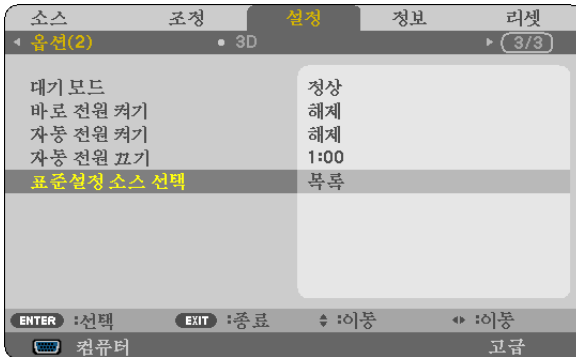 소스 조정 설정 정보 리셋
옵션(2) • 3D 3/3
대기 모드 정상
바로 전원 켜기 해제
자동 전원 켜기 해제
자동 전원 끄기 1:00
표준설정 소스 선택 목록
ENTER :선택 EXIT :종료 :이동 :이동
컴퓨터 고급